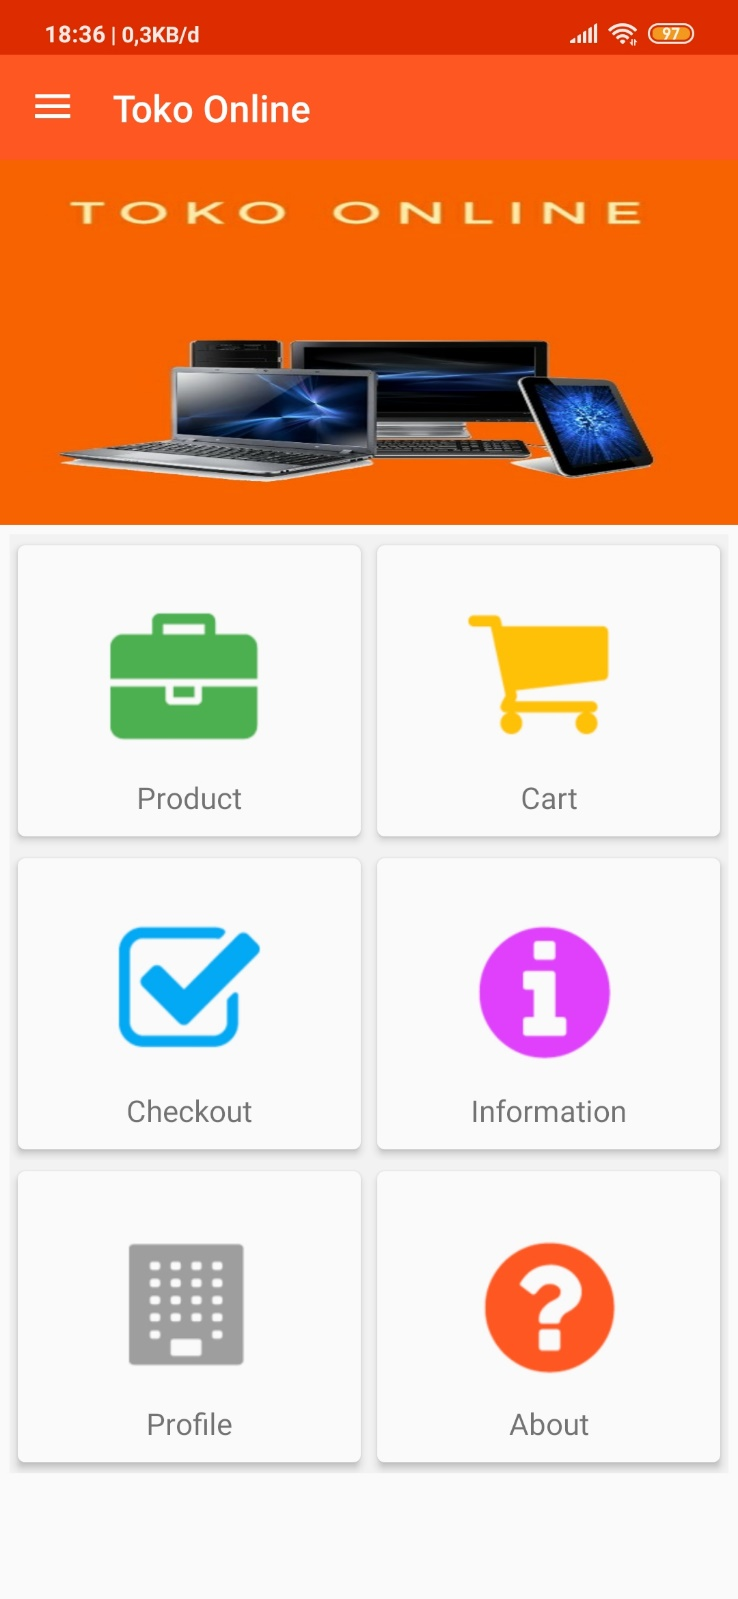 18:36 | 0,3KB/d 97
Toko Online
TOKO ONLINE
Product Cart
Checkout Information
Profile About